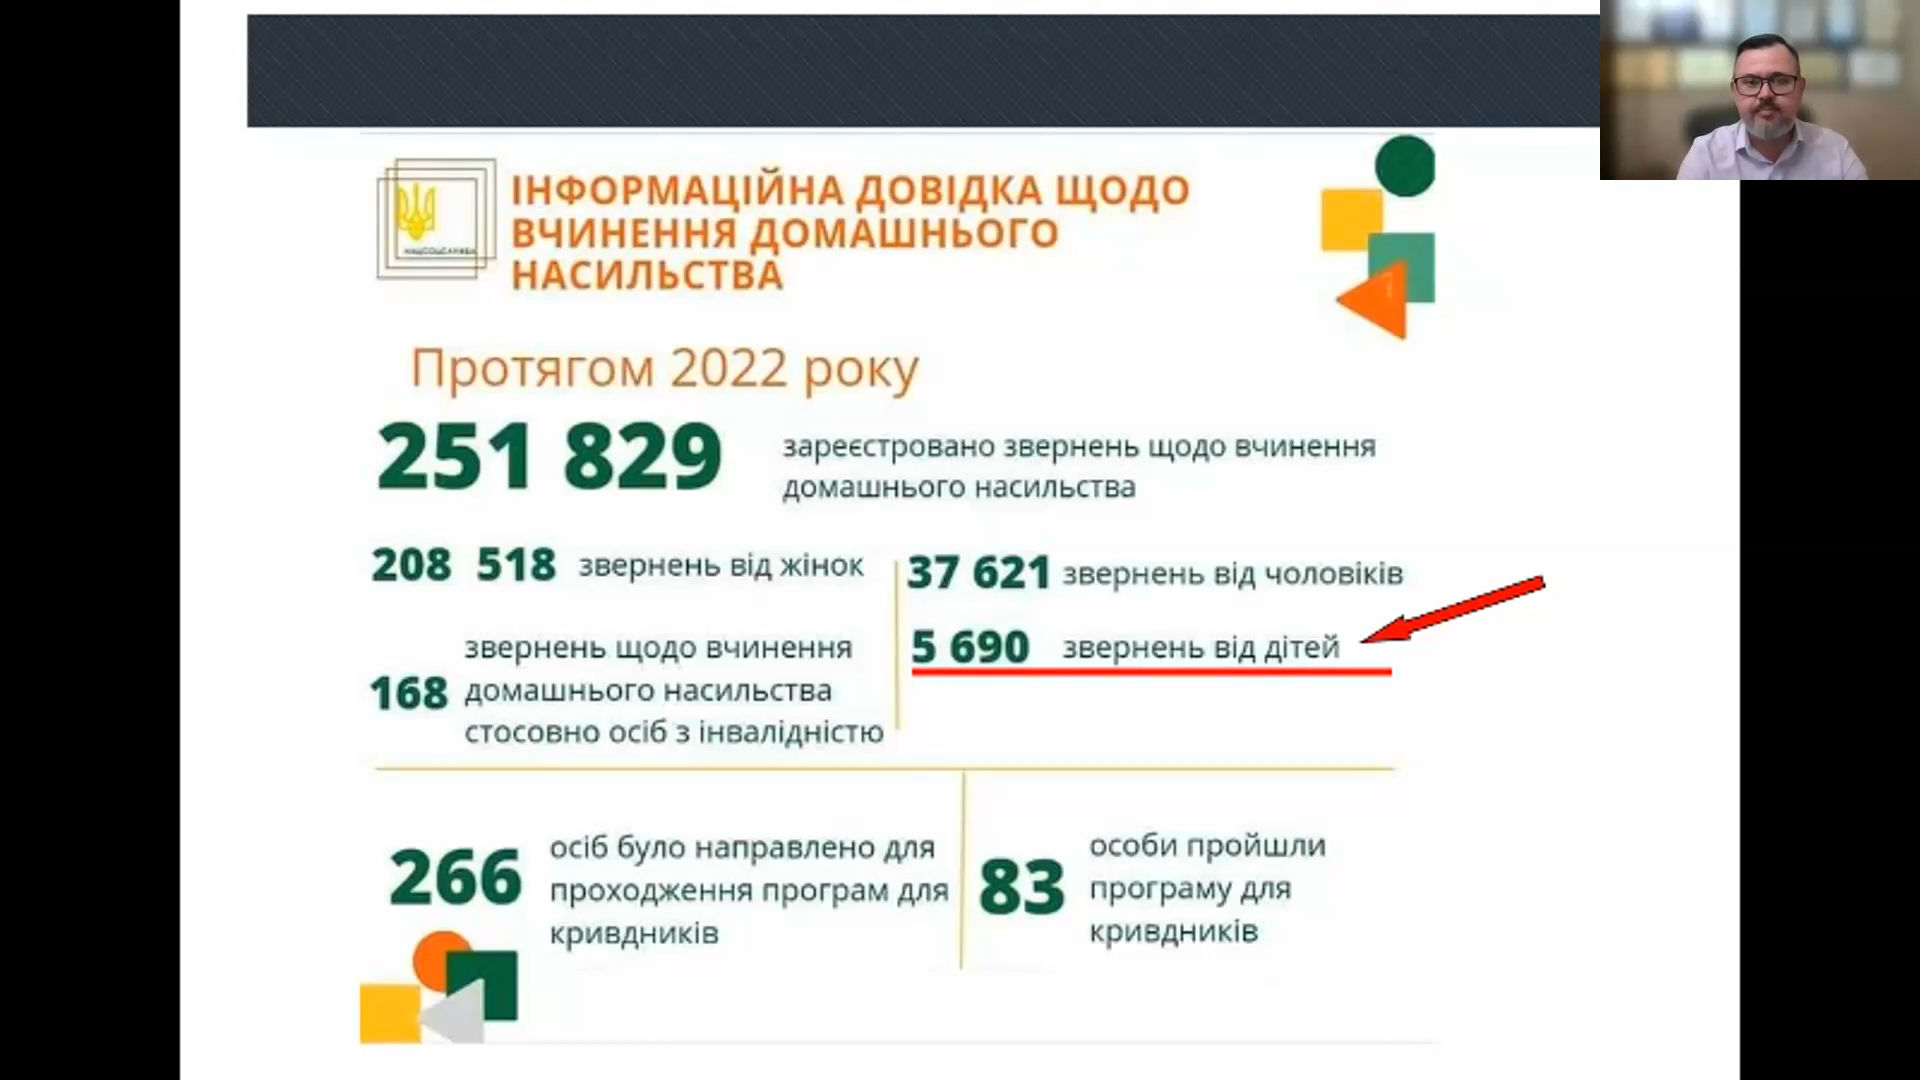 НАЦСОЦСЛУЖБА
ІНФОРМАЦІЙНА ДОВІДКА ЩОДО
ВЧИНЕННЯ ДОМАШНЬОГО
НАСИЛЬСТВА
Протягом 2022 року
251 829
зареєстровано звернень щодо вчинення
домашнього насильства
208 518 звернень від жінок
168
звернень щодо вчинення
домашнього насильства
стосовно осіб з інвалідністю
37 621 звернень від чоловіків
5 690 звернень від дітей
266
осіб було направлено для
проходження програм для
кривдників
83
особи пройшли
програму для
кривдників